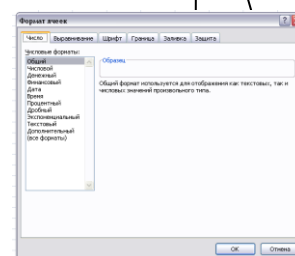 Формат ячеек
Число Выравнивание Шрифт Граница Заливка Защита
Числовые форматы:
Общий
Числовой
Денежный
Финансовый
Дата
Время
Процентный
Дробный
Экспоненциальный
Текстовый
Дополнительный
(все форматы)
Образец
Общий формат используется для отображения как текстовых, так и
числовых значений произвольного типа.
ОК Отмена